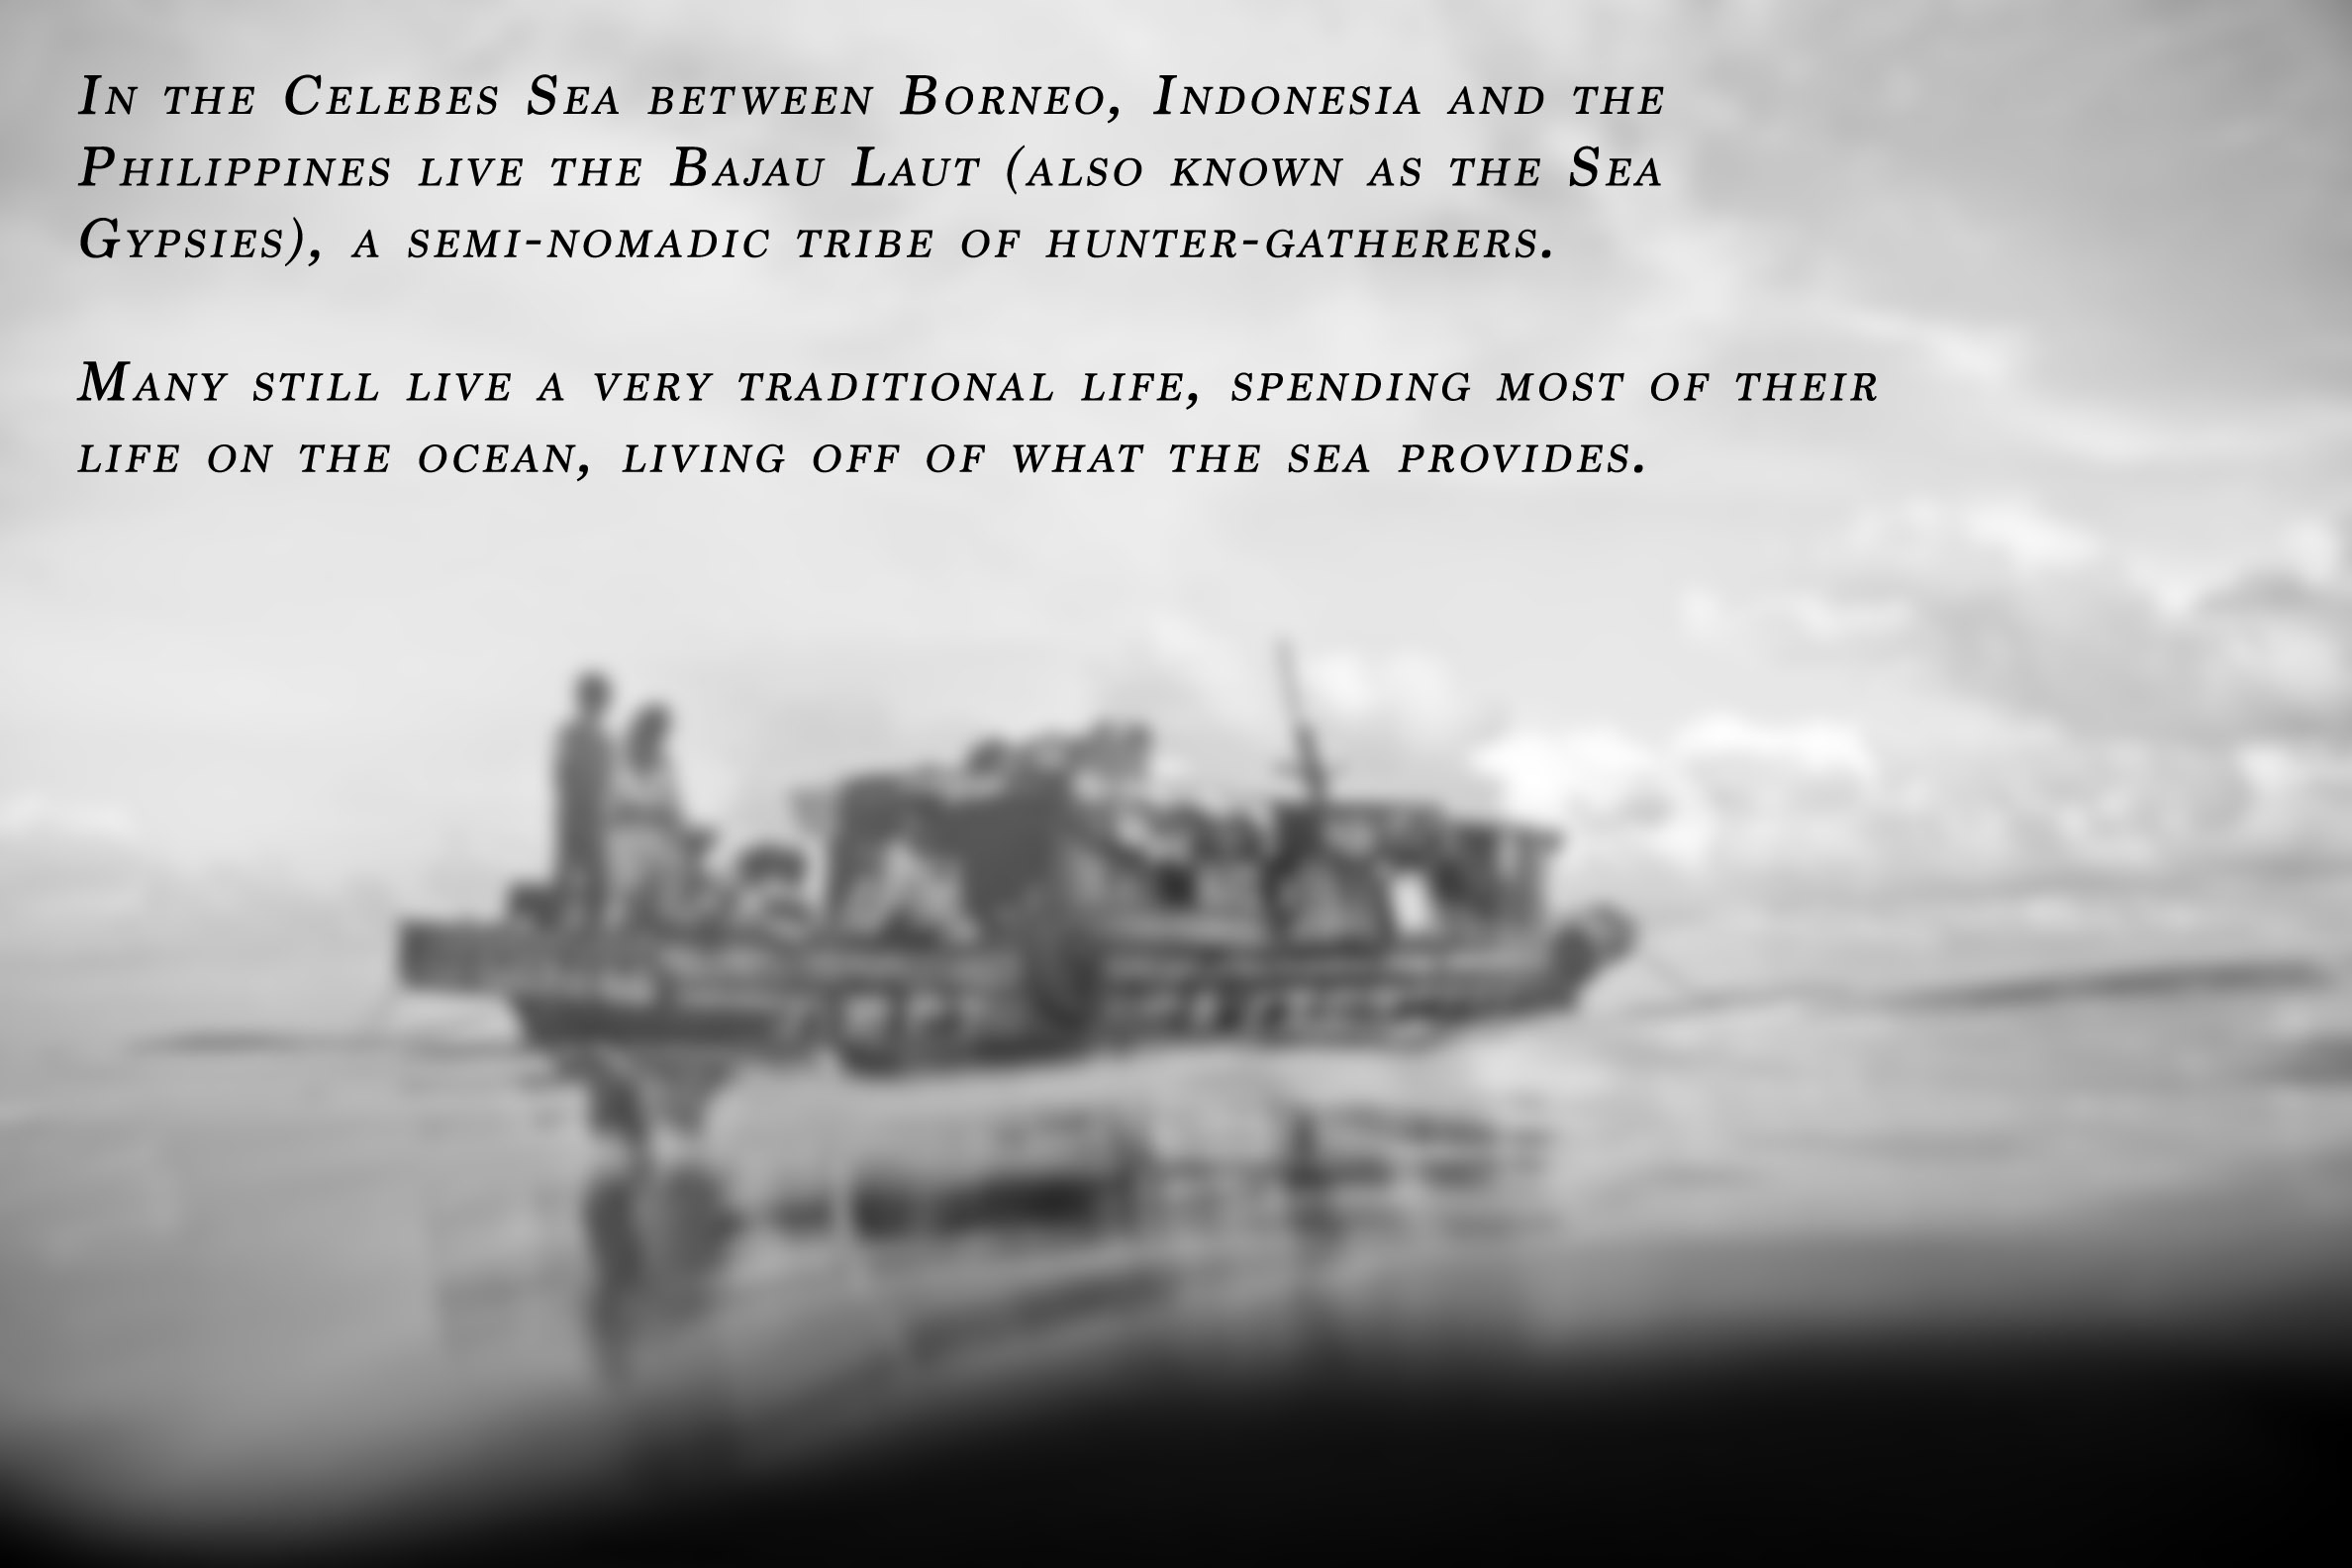 In the Celebes Sea between Borneo, Indonesia and the
Philippines live the Bajau Laut (also known as the Sea
Gypsies), a semi-nomadic tribe of hunter-gatherers.
Many still live a very traditional life, spending most of their
life on the ocean, living off of what the sea provides.